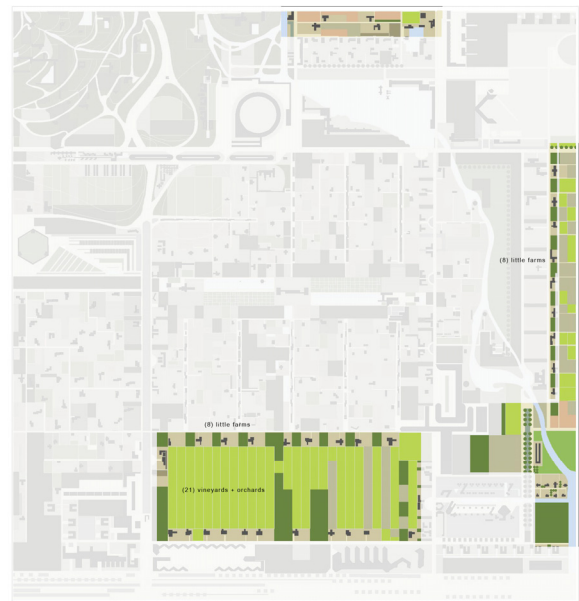 (8) little farms
(8) little farms
(21) vineyards + orchards